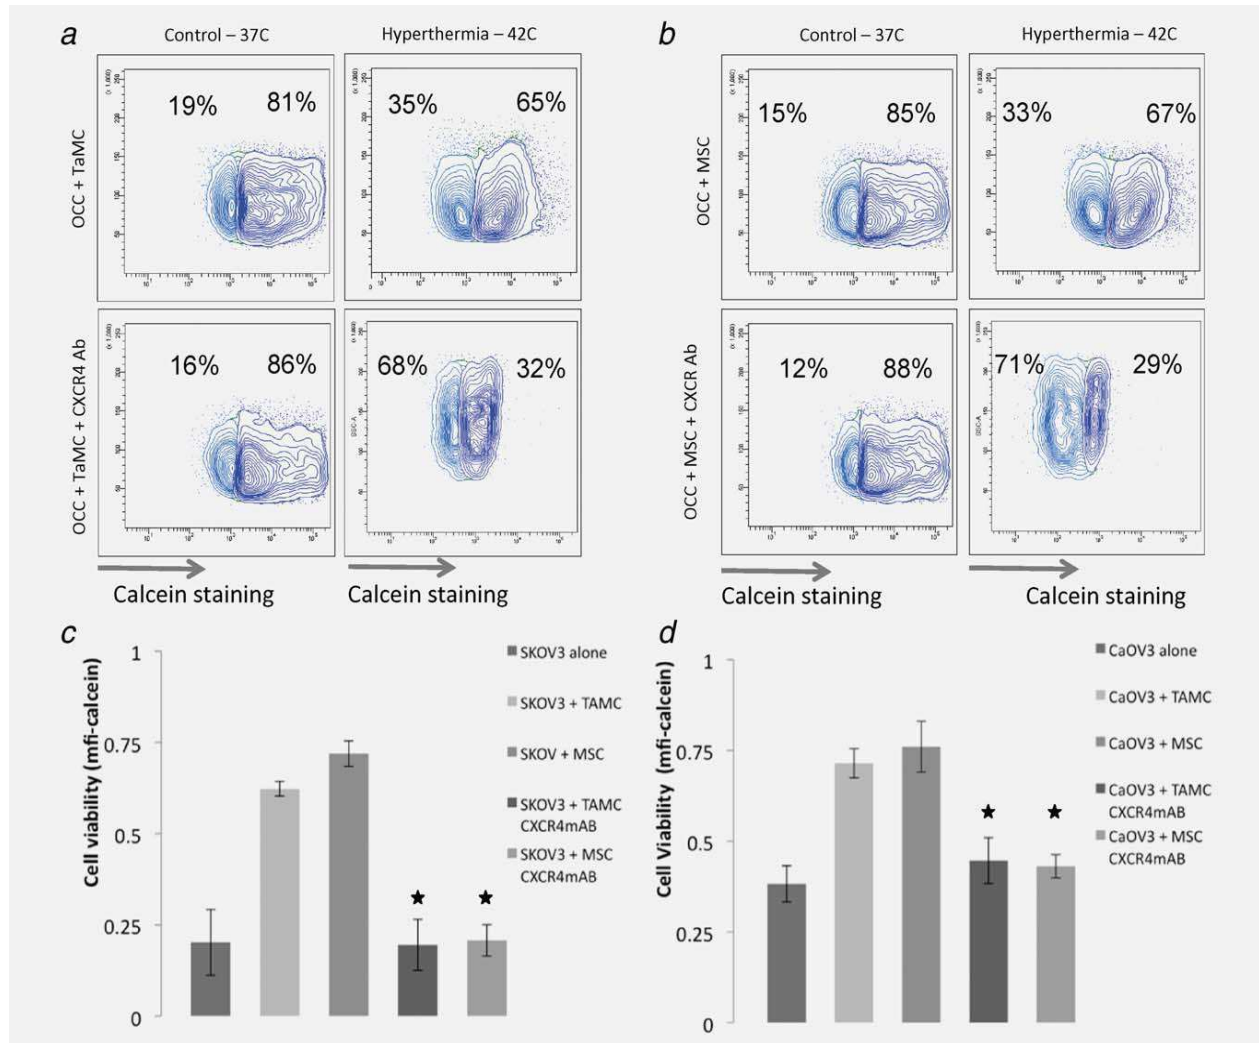 a
Control – 37C
Hyperthermia – 42C
OCC + TaMC
19%
81%
35%
65%
OCC + TaMC + CXCR4 Ab
16%
86%
68%
32%
Calcein staining
Calcein staining
b
Control – 37C
Hyperthermia – 42C
OCC + MSC
15%
85%
33%
67%
OCC + MSC + CXCR Ab
12%
88%
71%
29%
Calcein staining
Calcein staining
c
Cell viability (mfi-calcein)
1
0.75
0.5
0.25
0
SKOV3 alone
SKOV3 + TAMC
SKOV + MSC
SKOV3 + TAMC
CXCR4mAB
SKOV3 + MSC
CXCR4mAB
d
Cell Viability (mfi-calcein)
1
0.75
0.5
0.25
0
CaOV3 alone
CaOV3 + TAMC
CaOV3 + MSC
CaOV3 + TAMC
CXCR4mAB
CaOV3 + MSC
CXCR4mAB